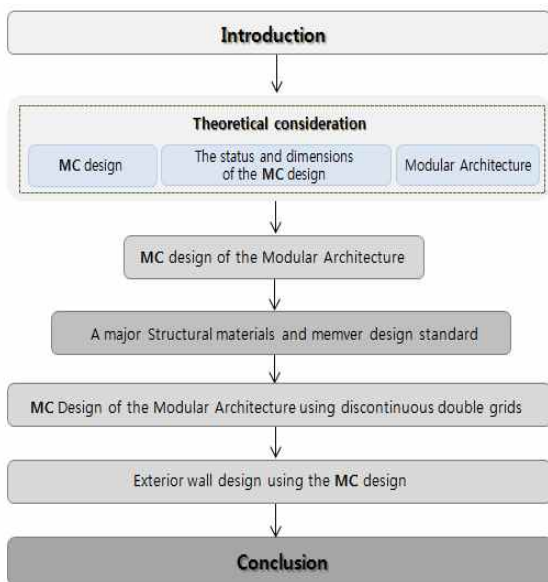 Introduction
Theoretical consideration
MC design
The status and dimensions
of the MC design
Modular Architecture
MC design of the Modular Architecture
A major Structural materials and memver design standard
MC Design of the Modular Architecture using discontinuous double grids
Exterior wall design using the MC design
Conclusion